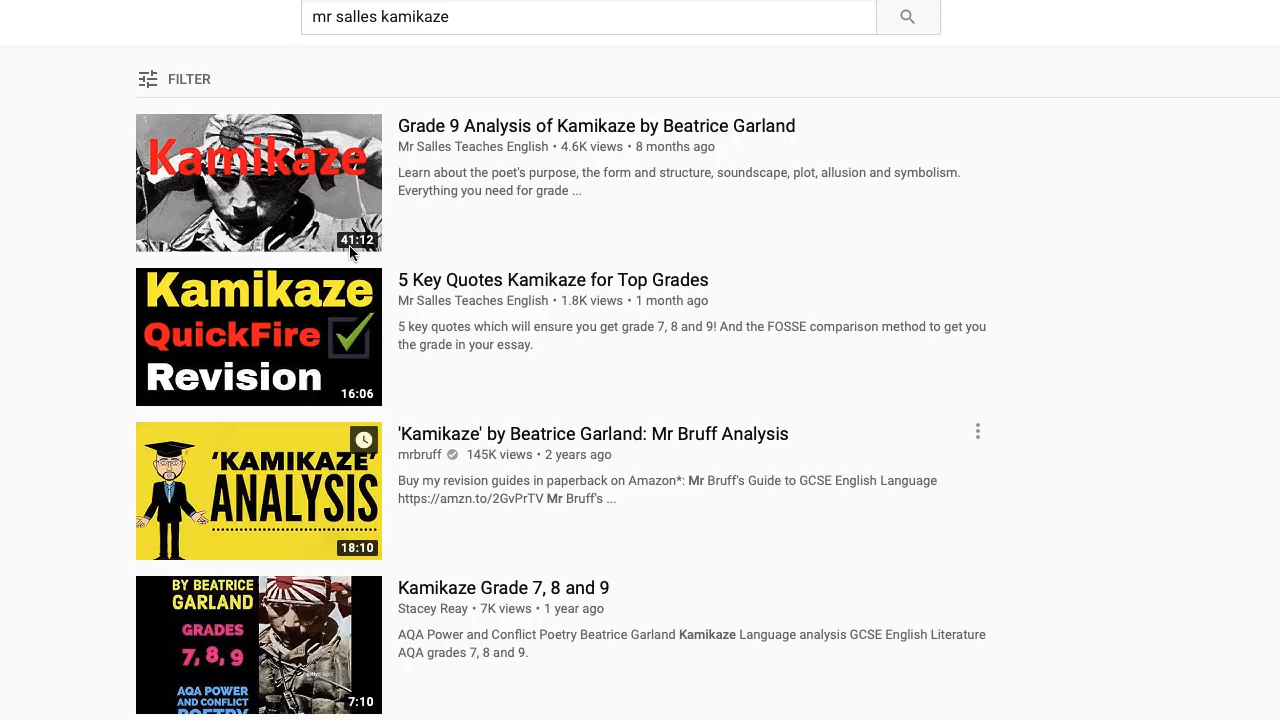 mr salles kamikaze
FILTER
Kamikaze
41:12
Grade 9 Analysis of Kamikaze by Beatrice Garland
Mr Salles Teaches English • 4.6K views • 8 months ago
Learn about the poet's purpose, the form and structure, soundscape, plot, allusion and symbolism.
Everything you need for grade ...
Kamikaze
QuickFire
Revision
16:06
5 Key Quotes Kamikaze for Top Grades
Mr Salles Teaches English • 1.8K views • 1 month ago
5 key quotes which will ensure you get grade 7, 8 and 9! And the FOSSE comparison method to get you
the grade in your essay.
'KAMIKAZE'
ANALYSIS
18:10
'Kamikaze' by Beatrice Garland: Mr Bruff Analysis
mrbruff 145K views • 2 years ago
Buy my revision guides in paperback on Amazon*: Mr Bruff's Guide to GCSE English Language
https://amzn.to/2GvPrTV Mr Bruff's ...
BY BEATRICE
GARLAND
GRADES
7, 8, 9
AQA POWER
AND CONFLICT
POETRY
7:10
Kamikaze Grade 7, 8 and 9
Stacey Reay • 7K views • 1 year ago
AQA Power and Conflict Poetry Beatrice Garland Kamikaze Language analysis GCSE English Literature
AQA grades 7, 8 and 9.